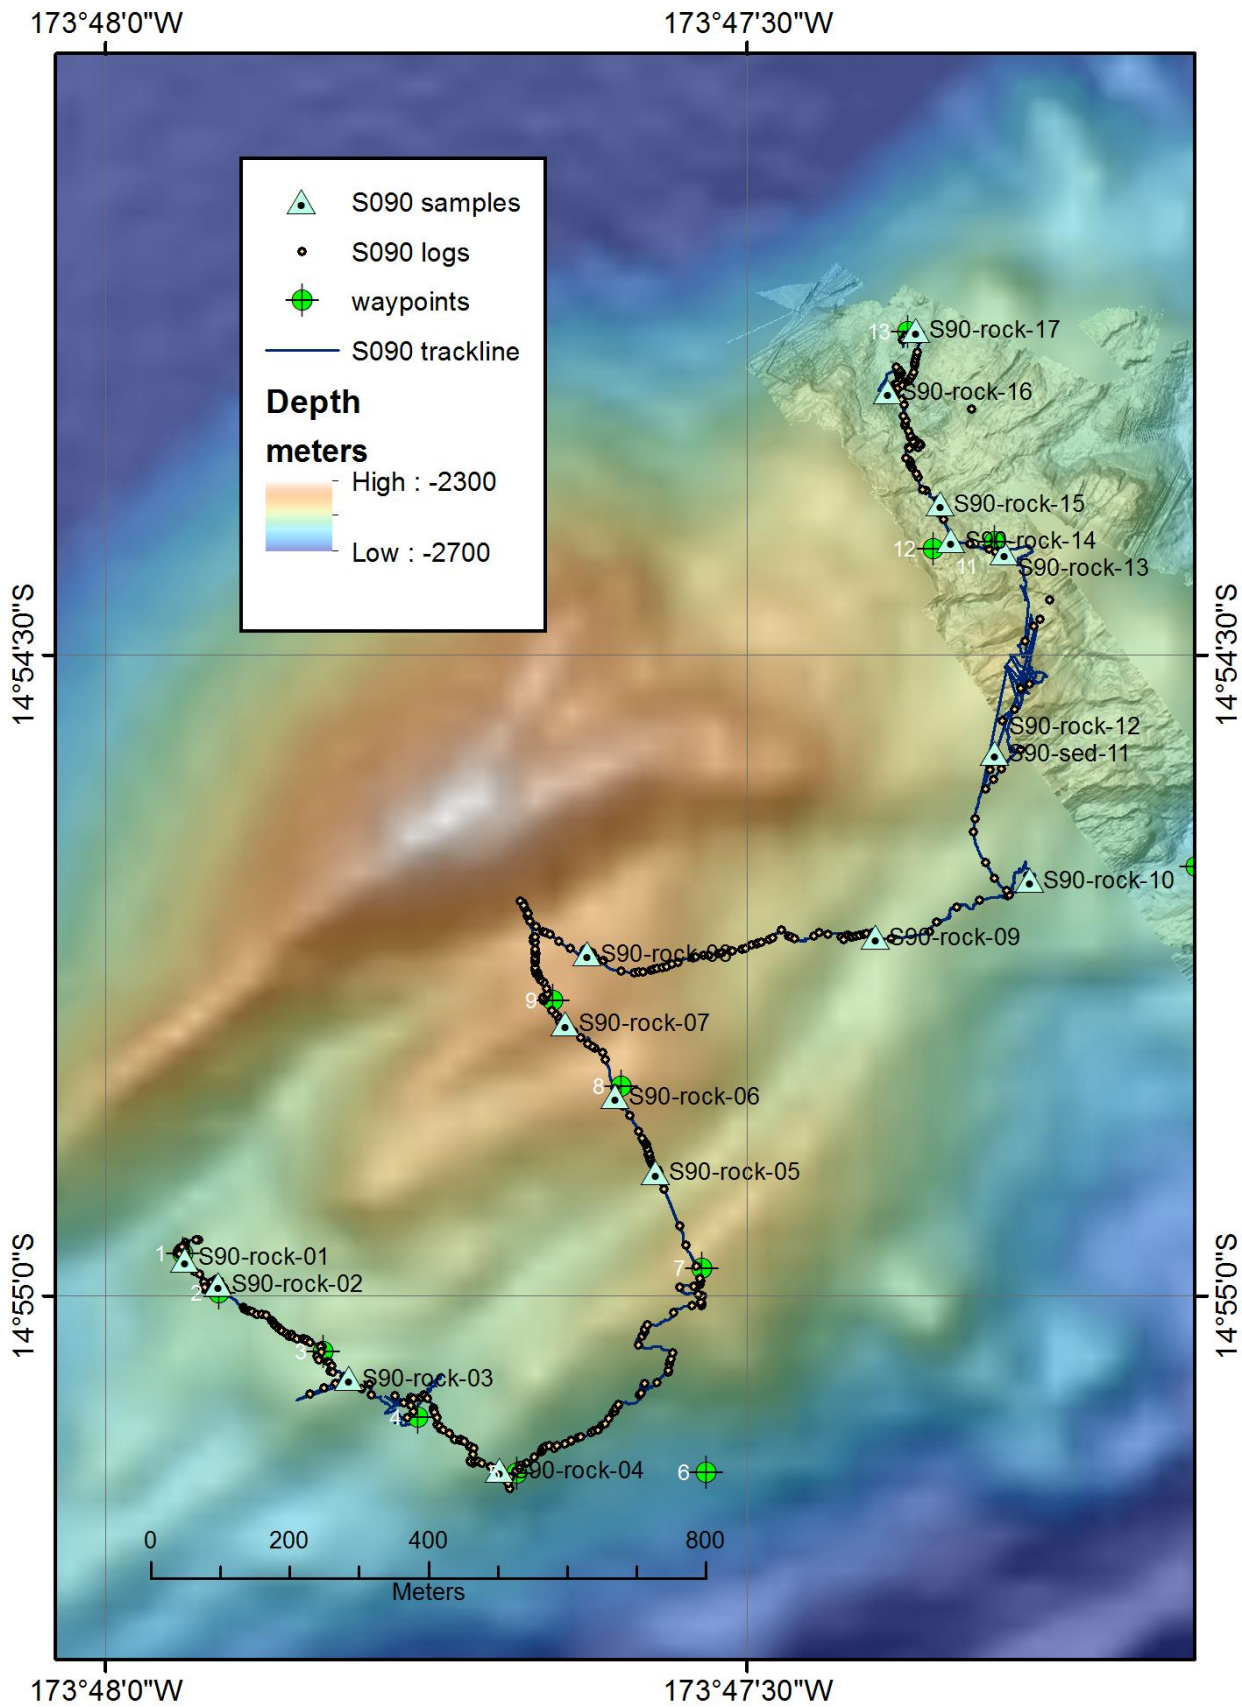 173°48'0"W
173°47'30"W
S090 samples
S090 logs
waypoints
S090 trackline
Depth
meters
High : -2300
Low : -2700
13
S90-rock-17
S90-rock-16
S90-rock-15
12
S90-rock-14
11
S90-rock-13
14°54'30"S
14°54'30"S
S90-rock-12
S90-sed-11
S90-rock-10
S90-rock-09
S90-rock-08
9
S90-rock-07
8
S90-rock-06
S90-rock-05
1
S90-rock-01
7
S90-rock-02
2
14°55'0"S
14°55'0"S
3
S90-rock-03
4
5
S90-rock-04
6
0
200
400
800
Meters
173°48'0"W
173°47'30"W